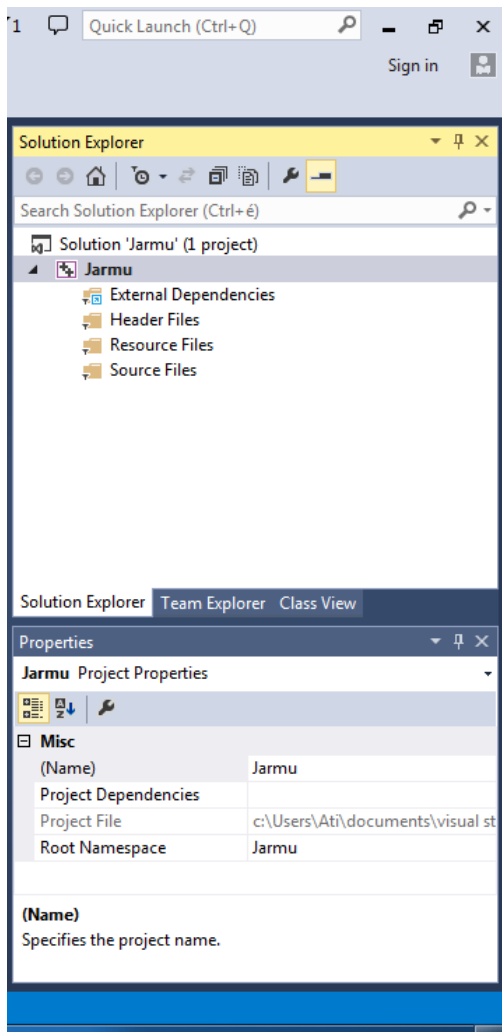 1 Quick Launch (Ctrl+Q)
Sign in
Solution Explorer
Search Solution Explorer (Ctrl+é)
Solution 'Jarmu' (1 project)
Jarmu
External Dependencies
Header Files
Resource Files
Source Files
Solution Explorer Team Explorer Class View
Properties
Jarmu Project Properties
Misc
(Name) Jarmu
Project Dependencies
Project File c:\Users\Ati\documents\visual st
Root Namespace Jarmu
(Name)
Specifies the project name.